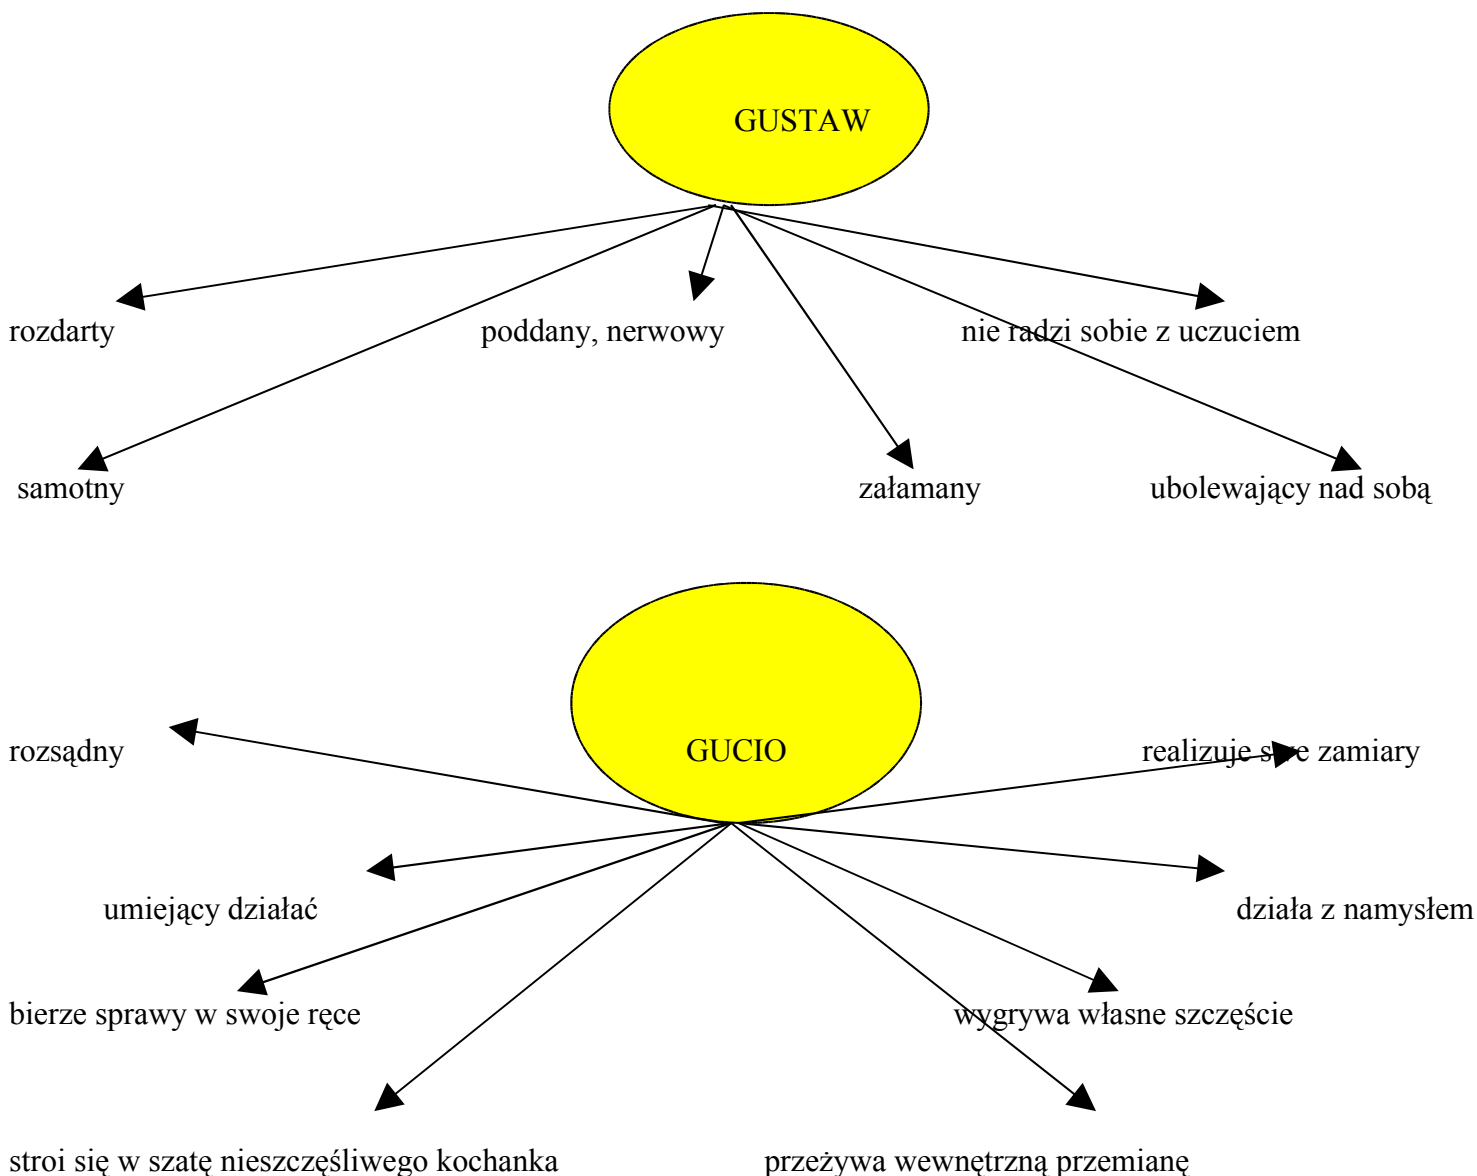 GUSTAW
rozdarty poddany, nerwowy nie radzi sobie z uczuciem
samotny załamany ubolewający nad sobą
GUCIO
rozsądny realizuje swe zamiary
umiejący działać działa z namysłem
bierze sprawy w swoje ręce wygrywa własne szczęście
stroi się w szatę nieszczęśliwego kochanka przeżywa wewnętrzną przemianę